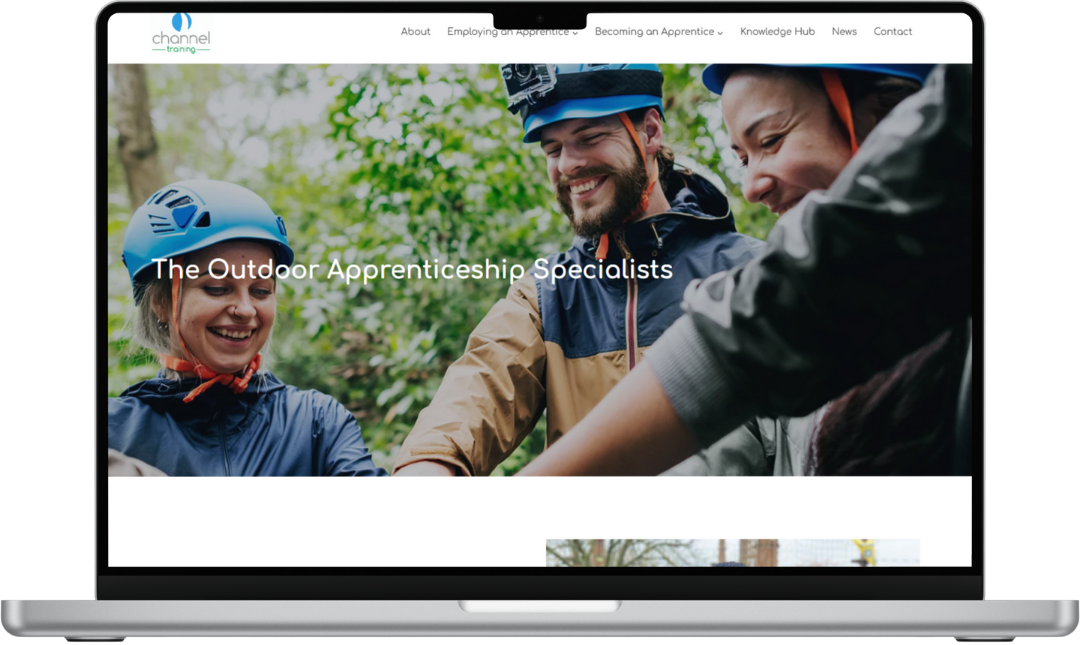 channel
training
About
Employing an Apprentice
Becoming an Apprentice
Knowledge Hub
News
Contact
The Outdoor Apprenticeship Specialists